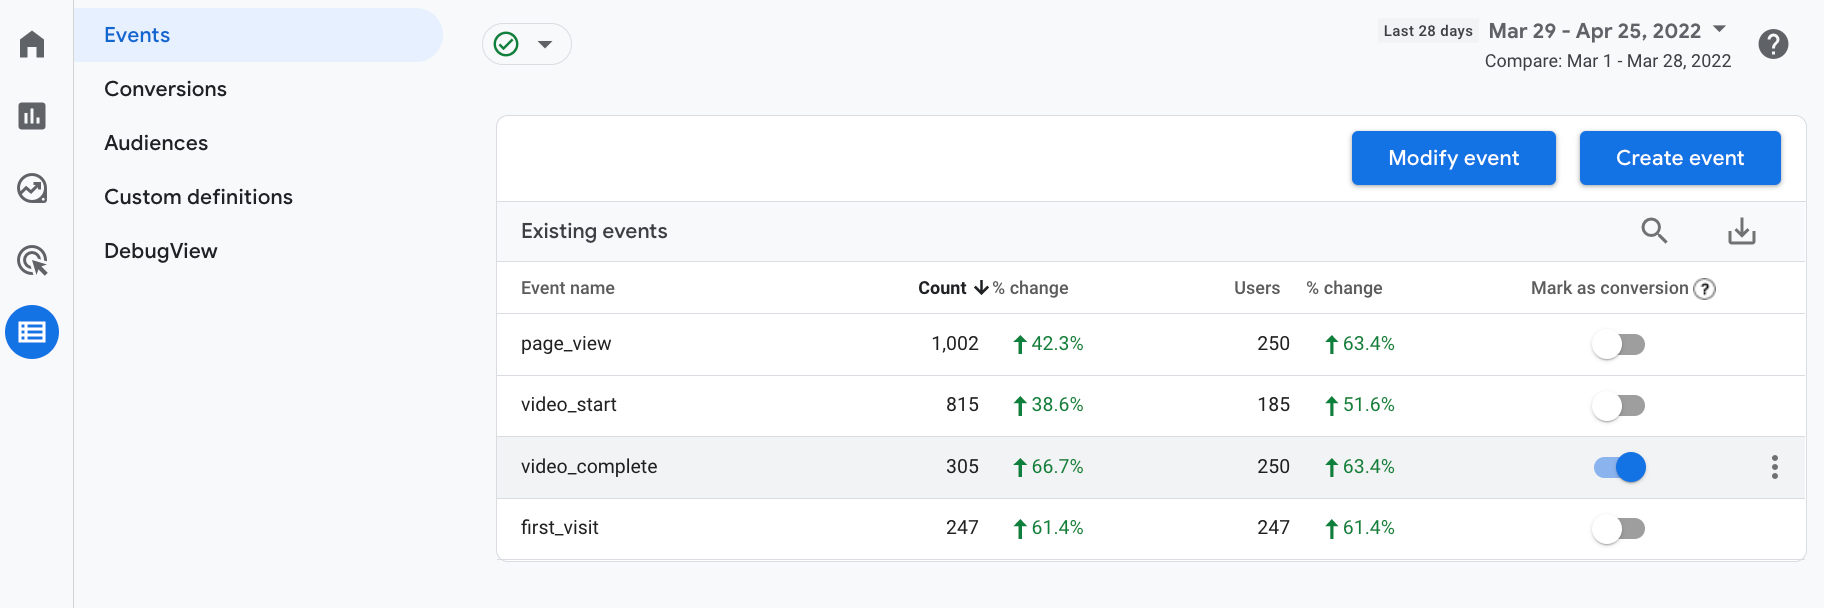 Events
Conversions
Audiences
Custom definitions
DebugView
Last 28 days Mar 29 - Apr 25, 2022
Compare: Mar 1 - Mar 28, 2022
Modify event Create event
Existing events
Event name Count % change Users % change Mark as conversion
page_view 1,002 42.3% 250 63.4%
video_start 815 38.6% 185 51.6%
video_complete 305 66.7% 250 63.4%
first_visit 247 61.4% 247 61.4%